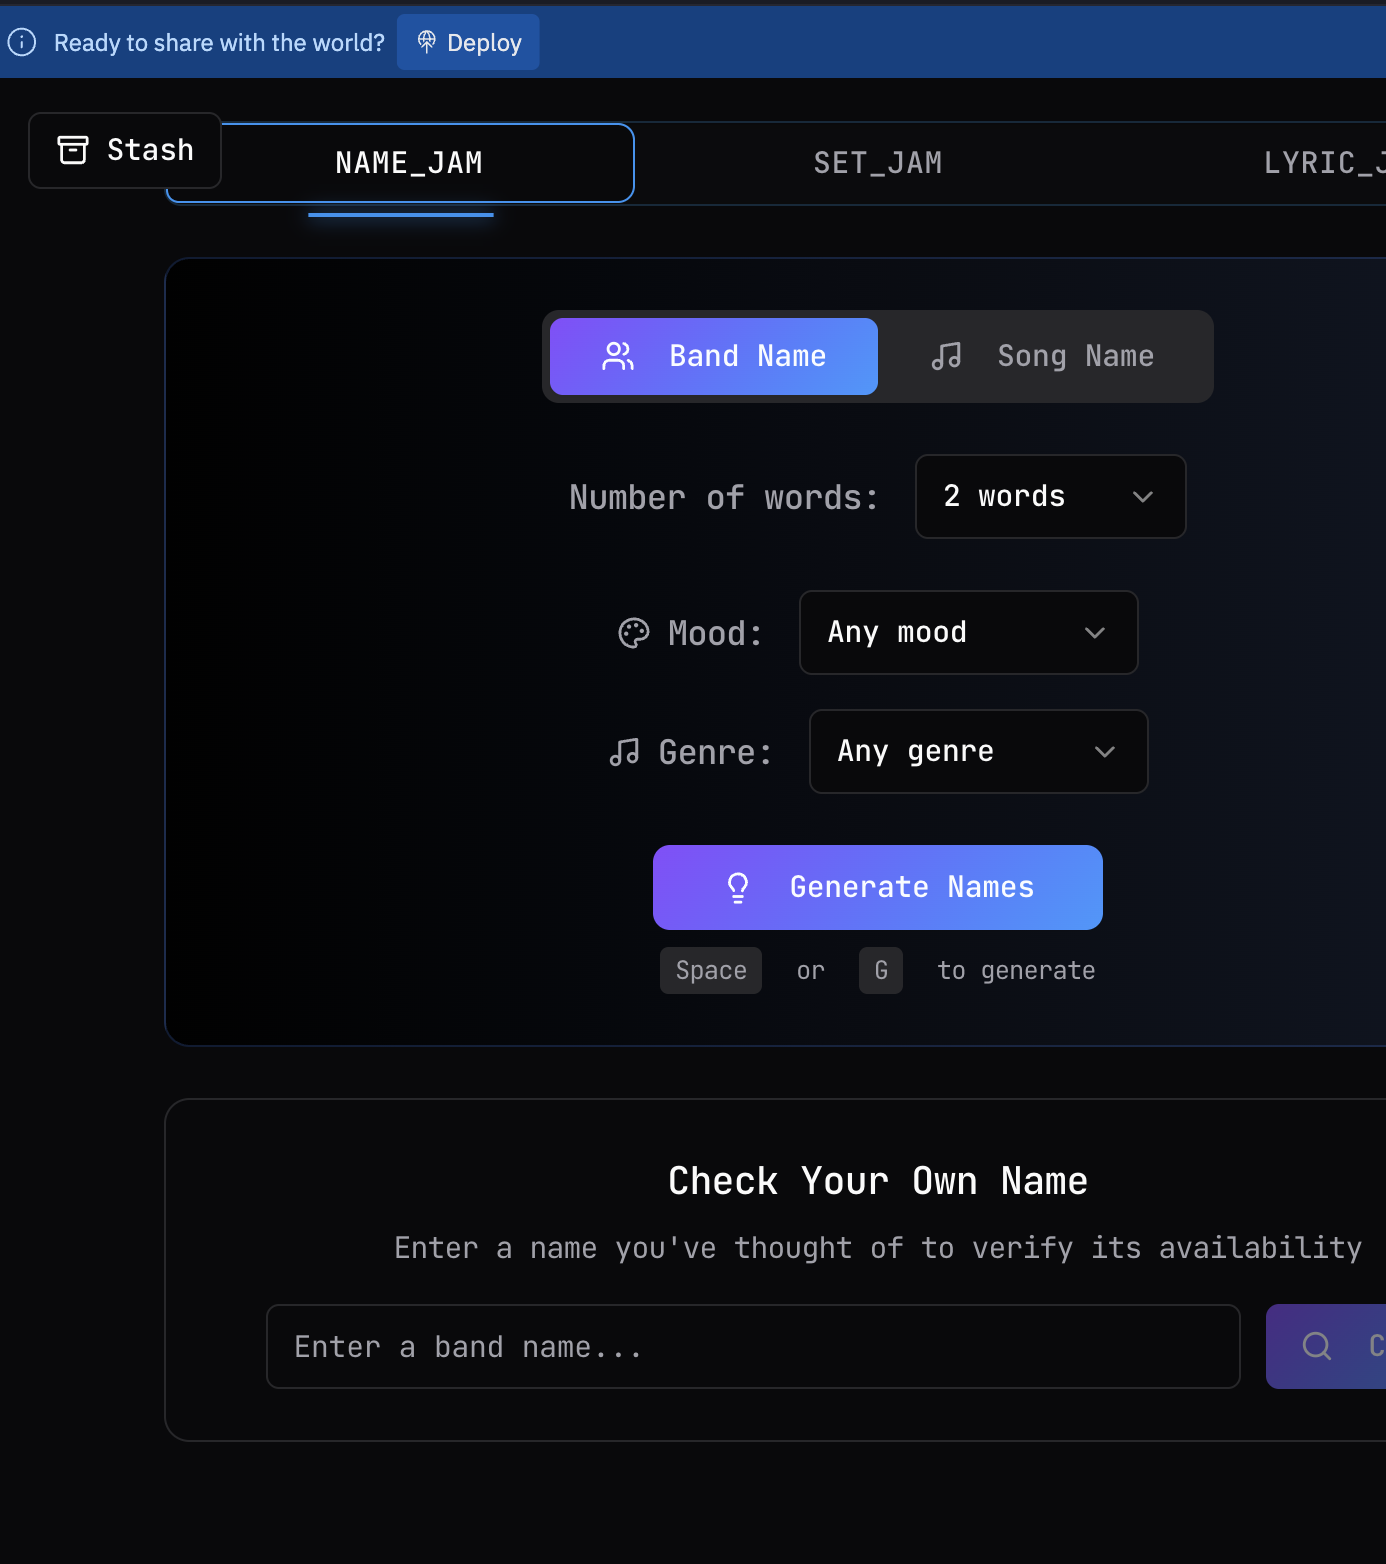 Ready to share with the world? Deploy
Stash
NAME_JAM SET_JAM LYRIC_J
Band Name Song Name
Number of words: 2 words
Mood: Any mood
Genre: Any genre
Generate Names
Space or G to generate
Check Your Own Name
Enter a name you've thought of to verify its availability
Enter a band name... C